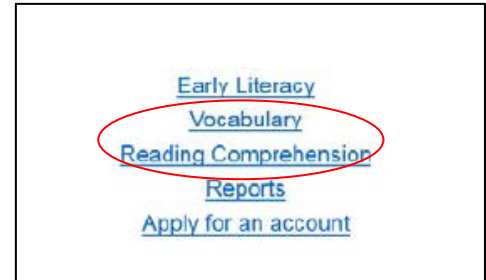 Early Literacy
Vocabulary
Reading Comprehension
Reports
Apply for an account